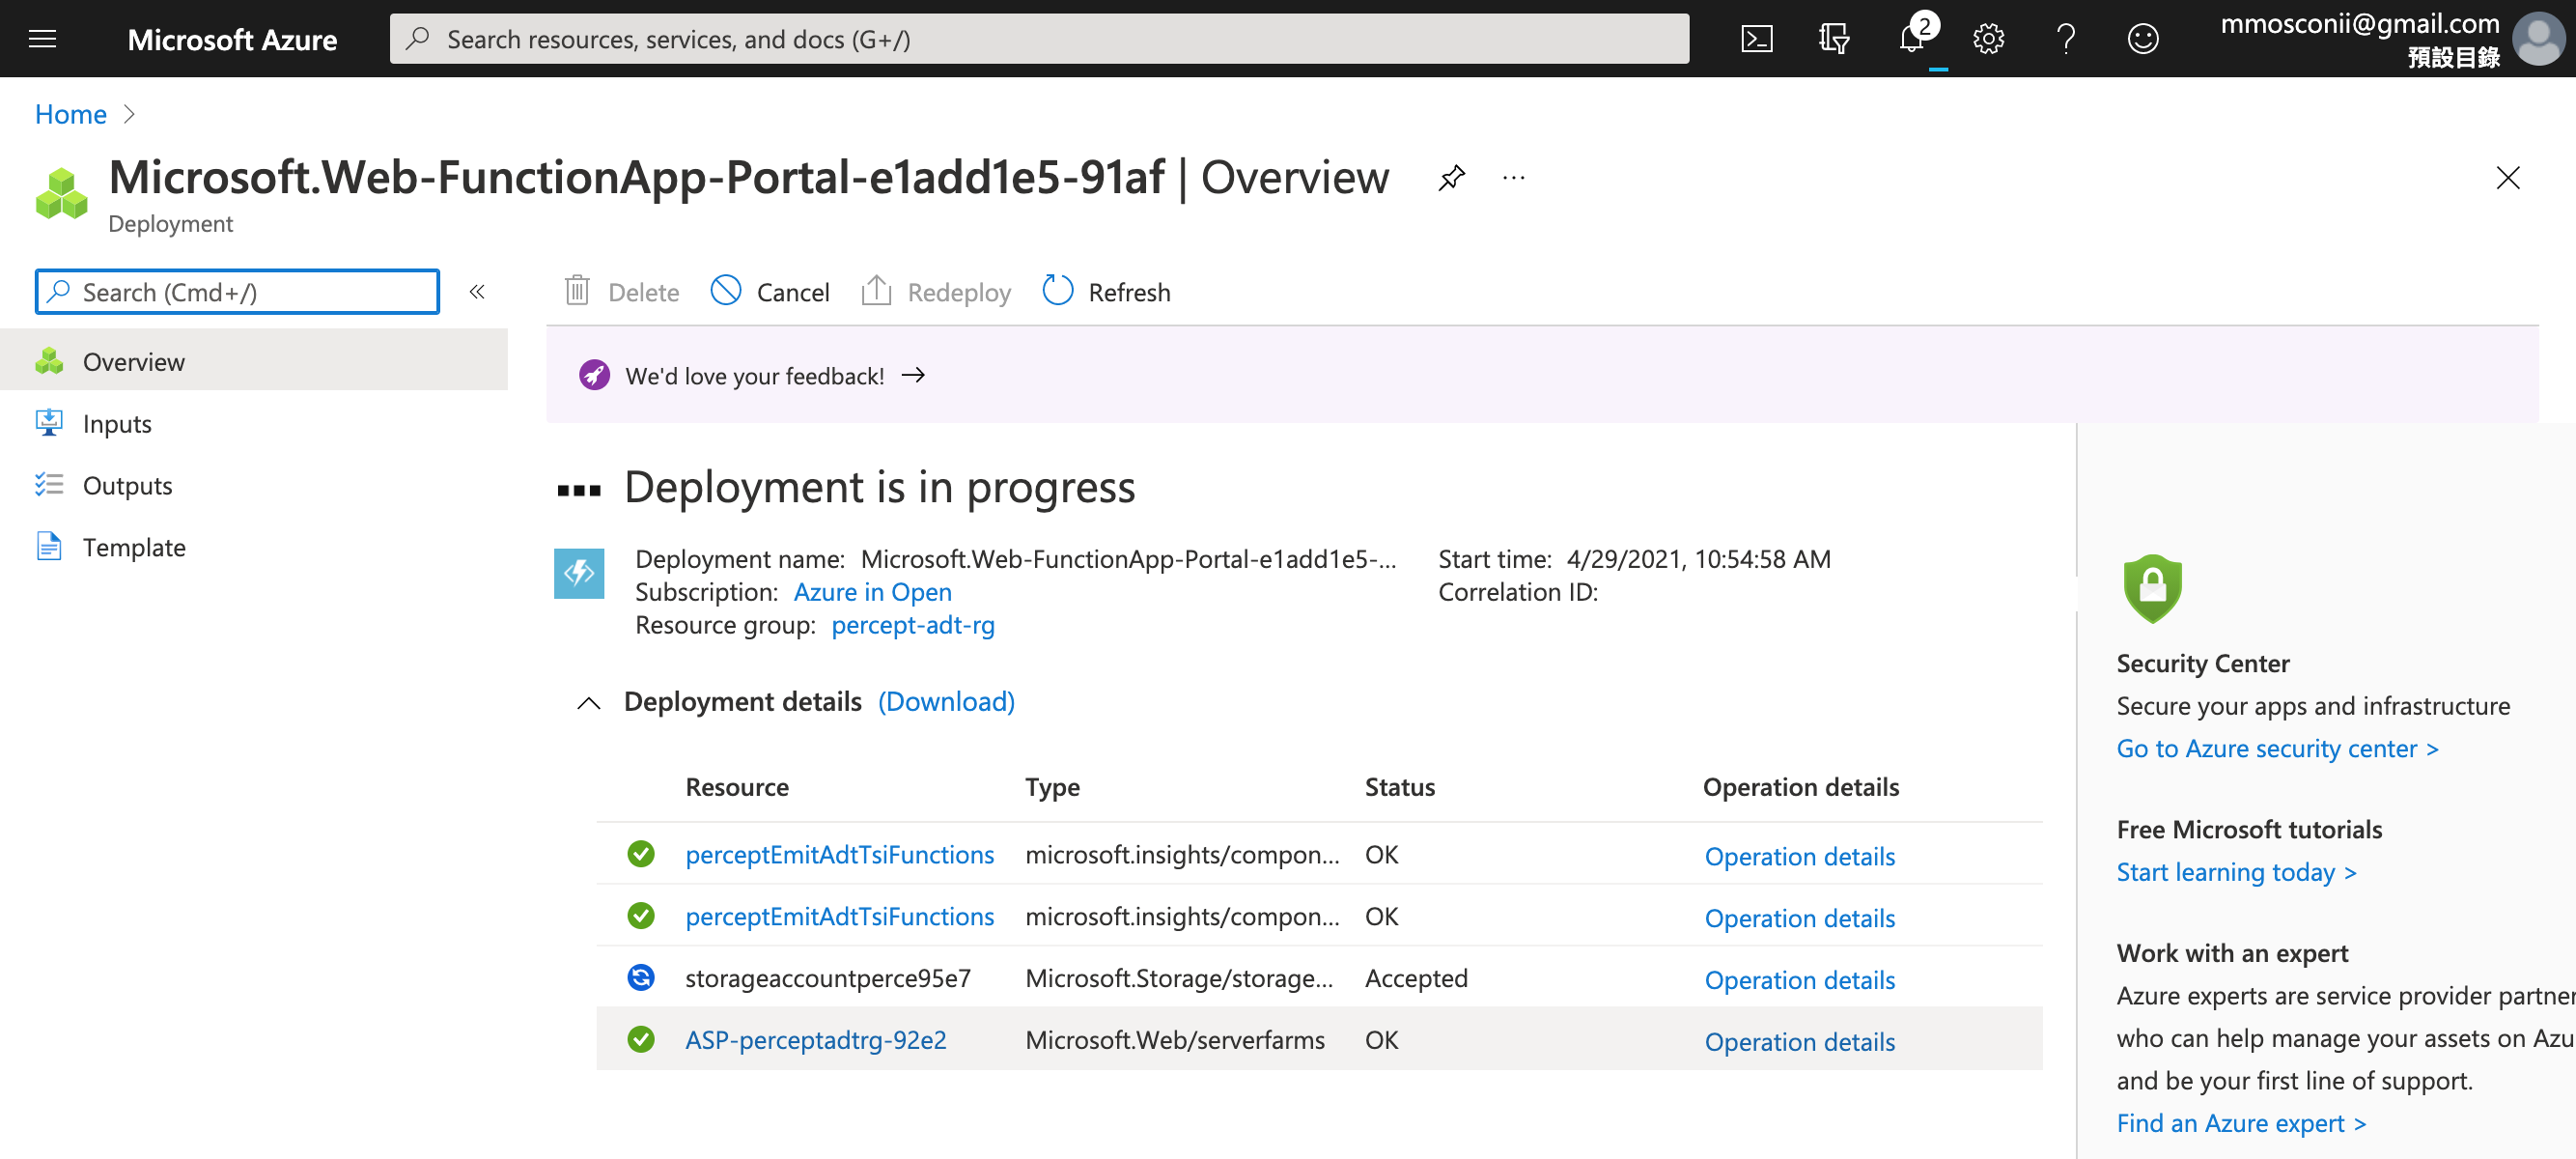 Microsoft Azure
Search resources, services, and docs (G+/)
2
mmosconii@gmail.com
預設目錄
Home
Microsoft.Web-FunctionApp-Portal-e1add1e5-91af | Overview
...
Deployment
Search (Cmd+/)
«
Delete
Cancel
Redeploy
Refresh
Overview
Inputs
Outputs
Template
We'd love your feedback! →
Deployment is in progress
Deployment name: Microsoft.Web-FunctionApp-Portal-e1add1e5-...
Subscription: Azure in Open
Resource group: percept-adt-rg
Start time: 4/29/2021, 10:54:58 AM
Correlation ID:
Deployment details (Download)
Resource Type Status Operation details
perceptEmitAdtTsiFunctions microsoft.insights/compon... OK Operation details
perceptEmitAdtTsiFunctions microsoft.insights/compon... OK Operation details
storageaccountperce95e7 Microsoft.Storage/storage... Accepted Operation details
ASP-perceptadtrg-92e2 Microsoft.Web/serverfarms OK Operation details
Security Center
Secure your apps and infrastructure
Go to Azure security center >
Free Microsoft tutorials
Start learning today >
Work with an expert
Azure experts are service provider partner
who can help manage your assets on Azu
and be your first line of support.
Find an Azure expert >